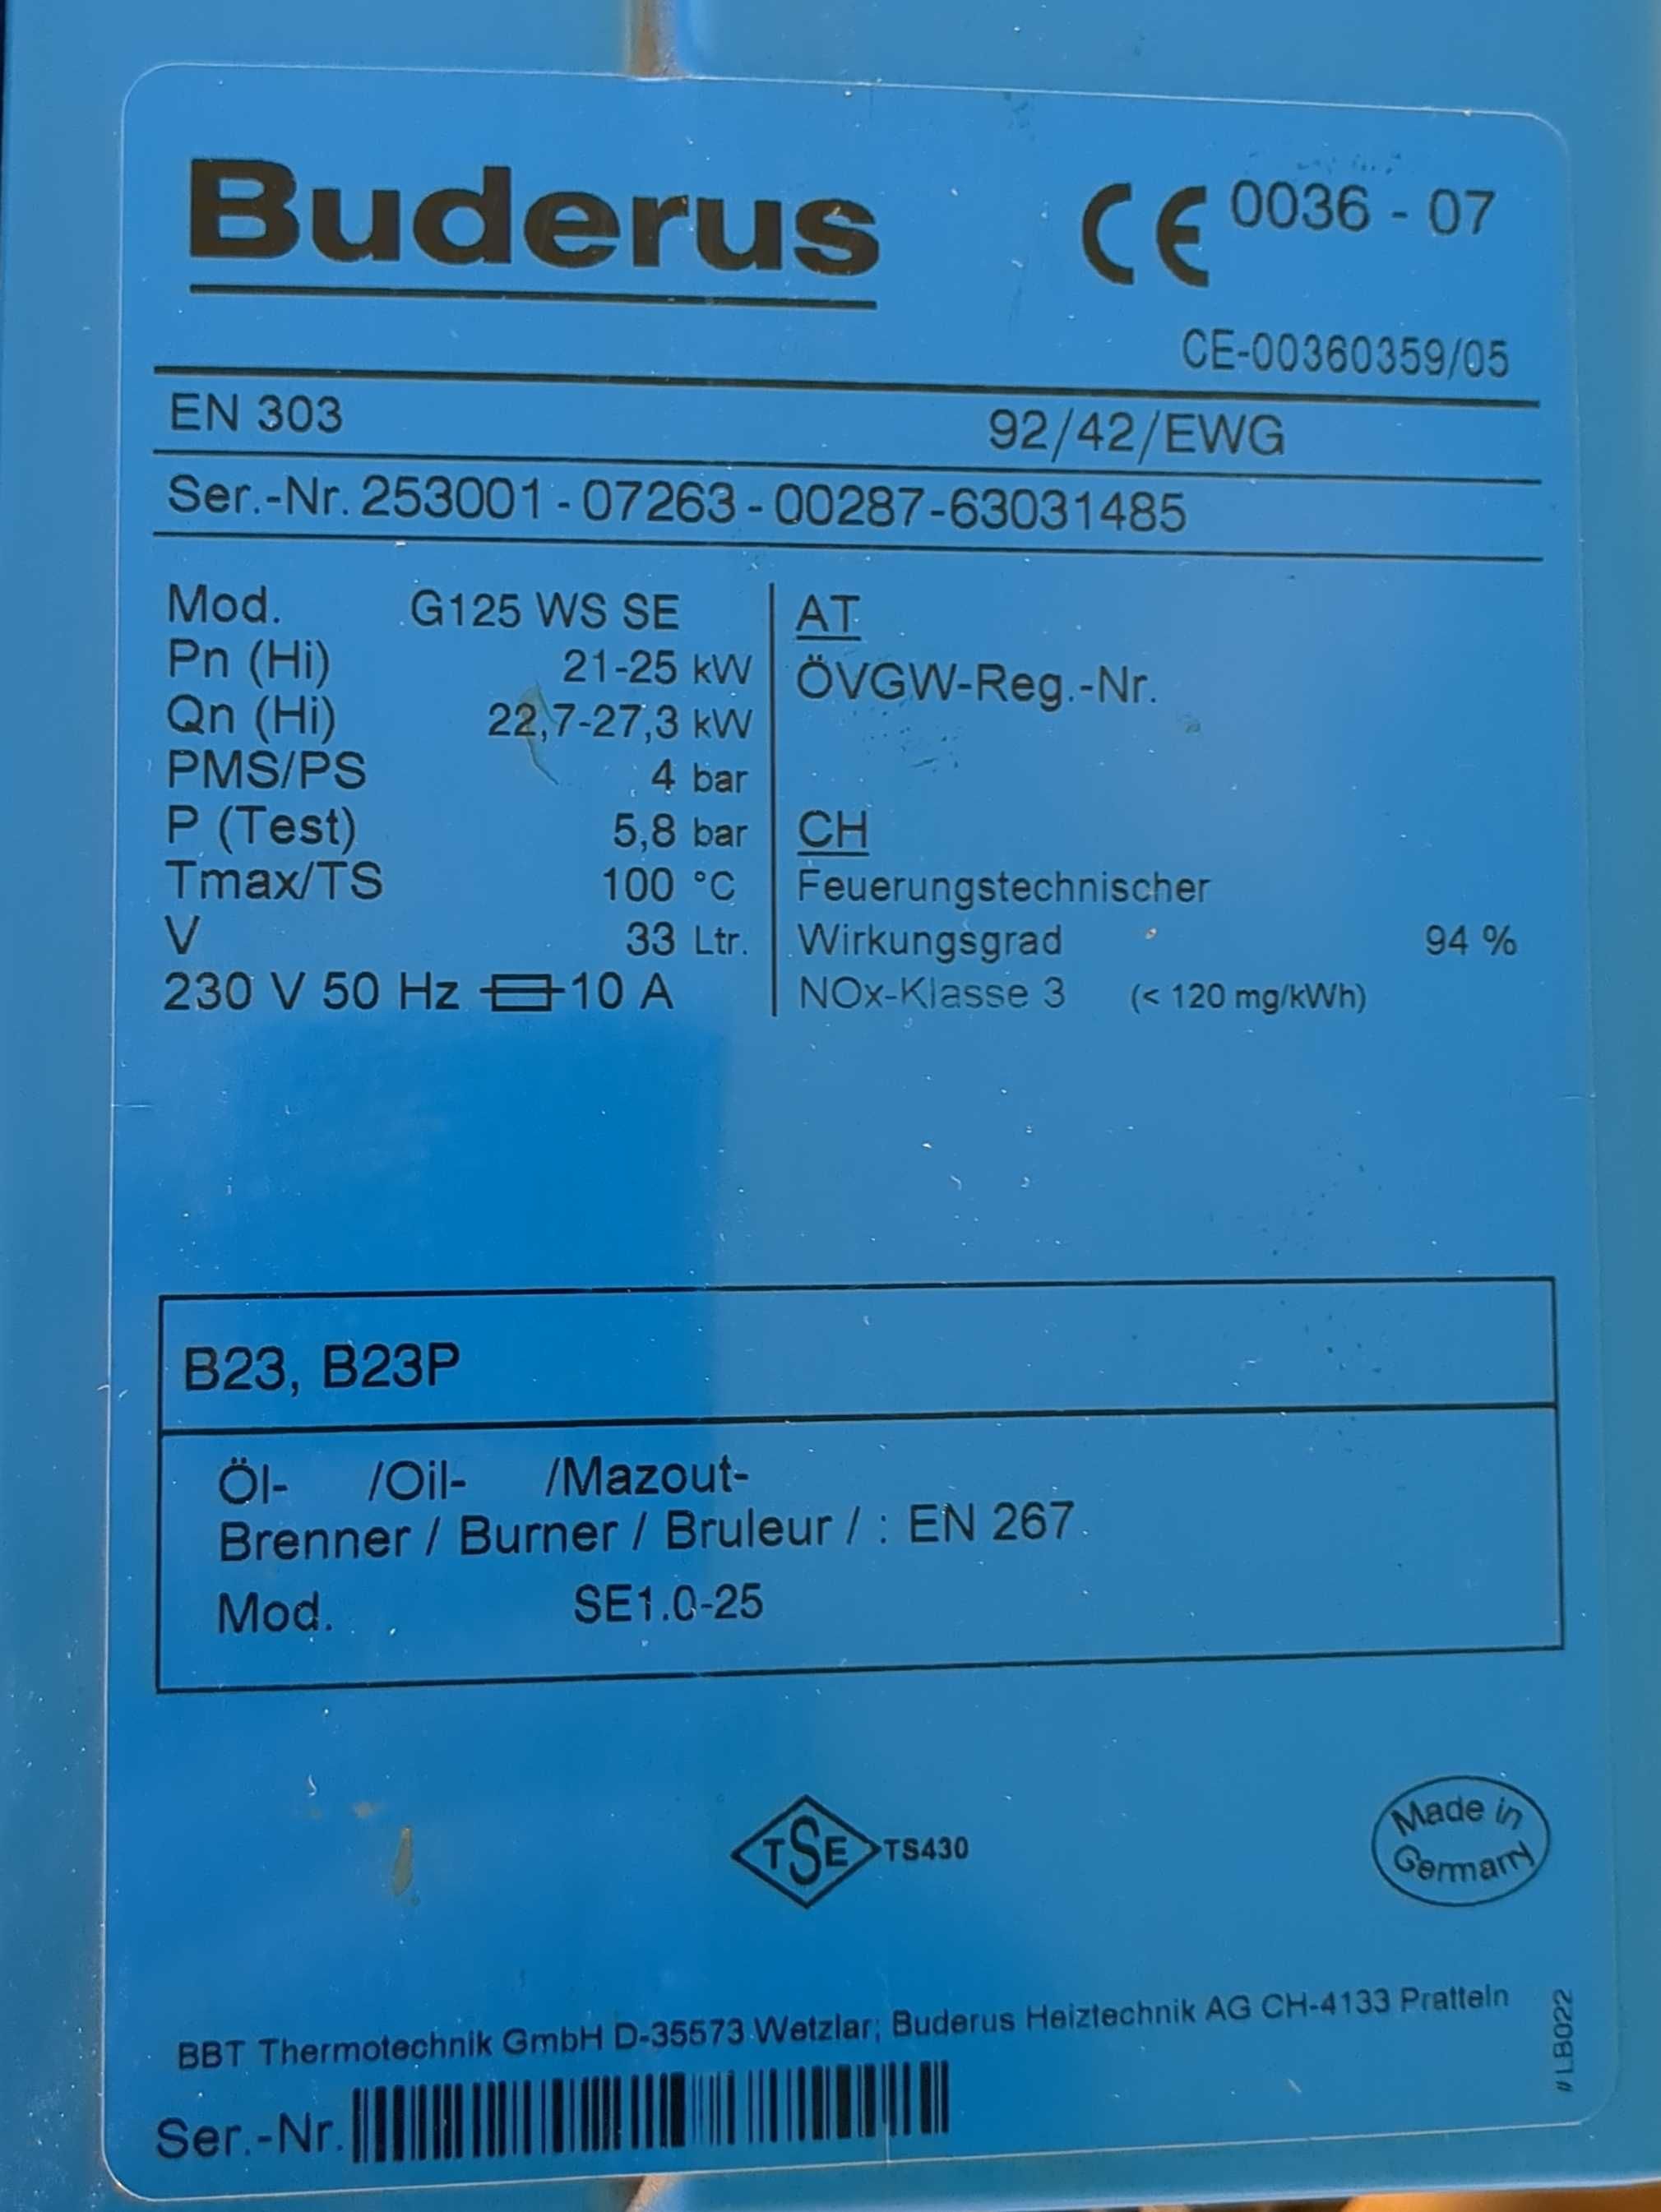 Buderus
CE 0036 - 07
CE-00360359/05
EN 303 92/42/EWG
Ser.-Nr. 253001 - 07263 - 00287-63031485
Mod. G125 WS SE
Pn (Hi) 21-25 kW
Qn (Hi) 22,7-27,3 kW
PMS/PS 4 bar
P (Test) 5,8 bar
Tmax/TS 100 °C
V 33 Ltr.
230 V 50 Hz 10 A
AT
ÖVGW-Reg.-Nr.
CH
Feuerungstechnischer
Wirkungsgrad 94 %
NOx-Klasse 3 (< 120 mg/kWh)
B23, B23P
Öl- /Oil- /Mazout-
Brenner / Burner / Bruleur / : EN 267
Mod. SE1.0-25
TSE TS430
Made in
Germany
BBT Thermotechnik GmbH D-35573 Wetzlar; Buderus Heiztechnik AG CH-4133 Pratteln
# LB022
Ser.-Nr.